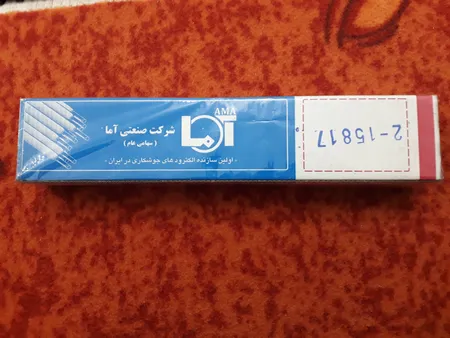 AMA
آما
شرکت صنعتی آما
( سهامی عام )
• اولین سازنده الکترودهای جوشکاری در ایران •
2-15817